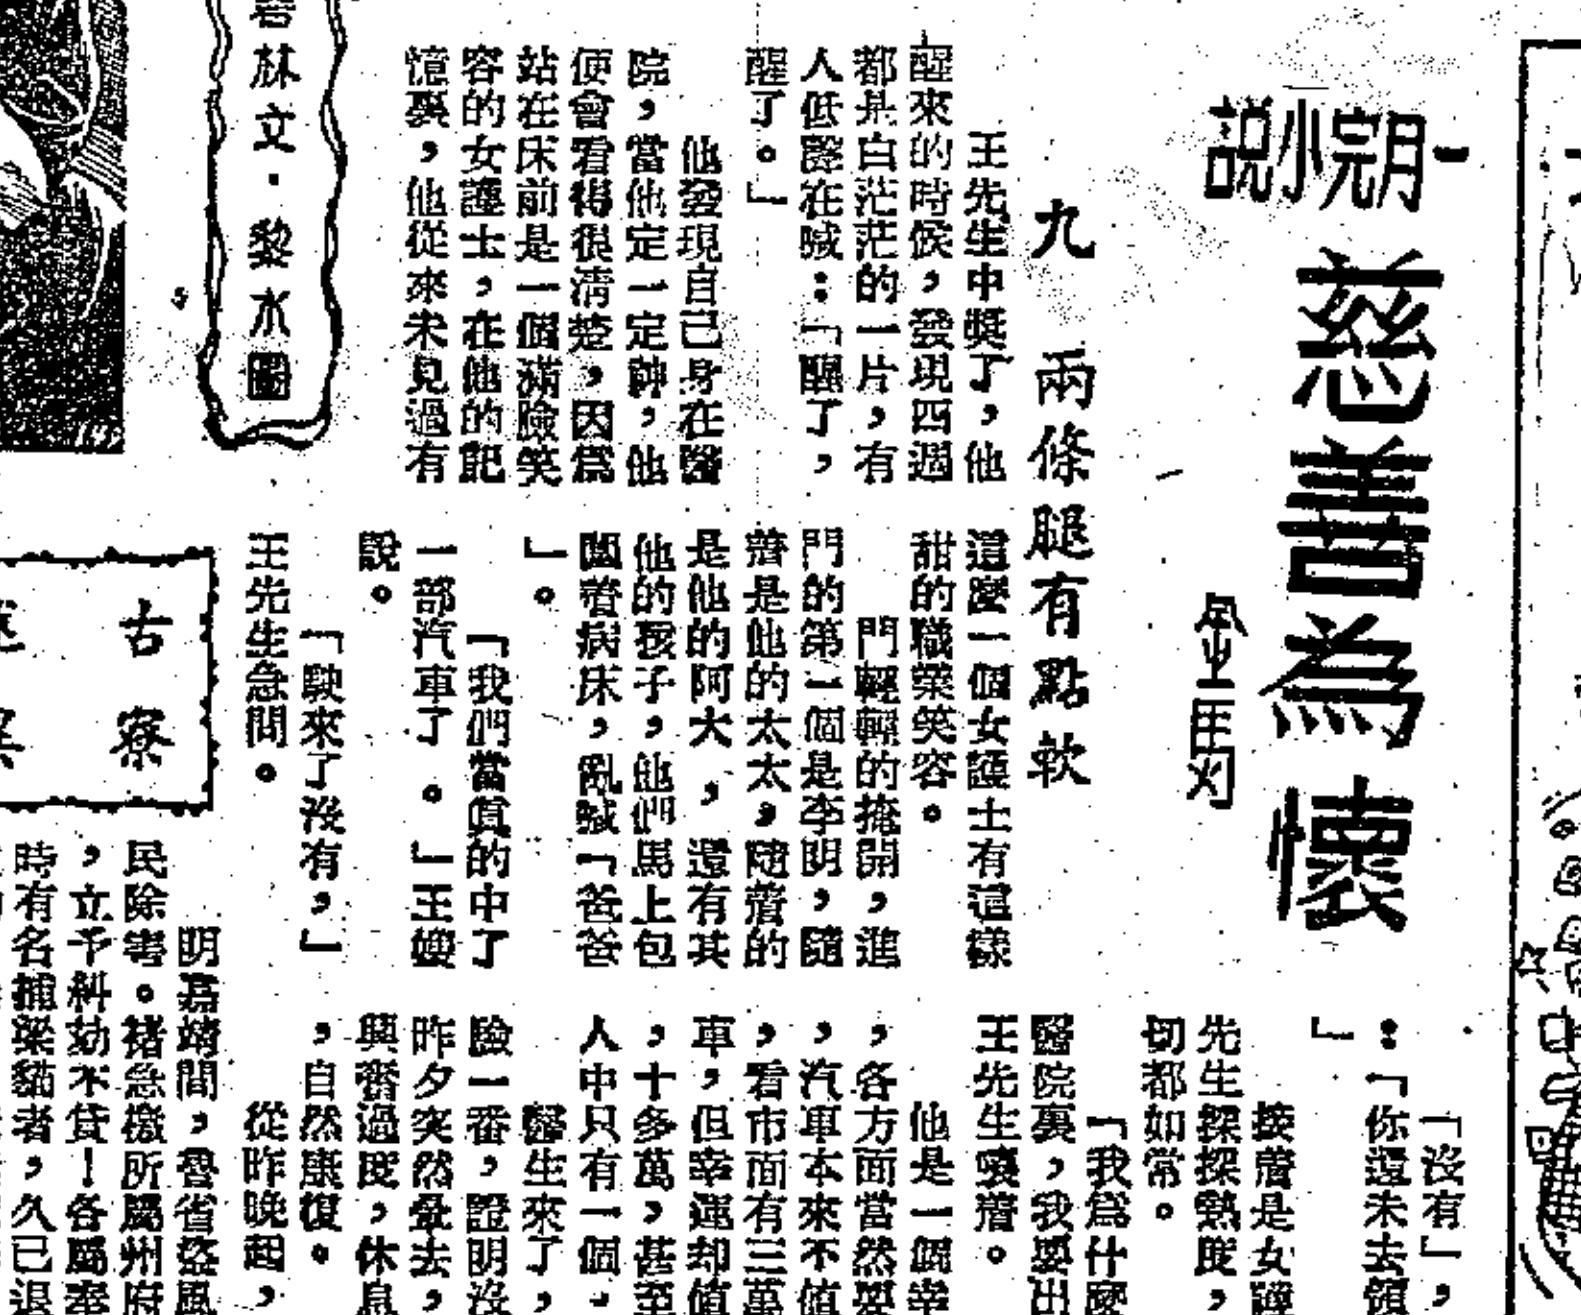 一月完小説
慈善為懷
九 兩條腿有點軟
王先生中獎了，他
醒來的時候，發現四週
都是白茫茫的一片，有
人低聲在喊：「醒了，
醒了。」
他發現自己身在醫
院，當他定一定神，他
便會看得很清楚，因爲
站在床前是一個滿臉笑
容的女護士，在他的記
憶裏，他從來未見過有
這麼一個女護士有這樣
甜的職業笑容。
門輕輕的掩開，進
門的第一個是李明，隨
着是他的太太，隨着的
是他的阿大，還有其
他的孩子，他們馬上包
圍着病床，亂喊「爸爸
」。
「我們當眞的中了
一部汽車了。」王嫂
說。
「駛來了沒有，」
王先生急問。
「沒有」，
：「你還未去領
」
接着是女護
先生探探熱度，
切都如常。
「我爲什麼
醫院裏，我要出
王先生嚷着。
他是一個幸
，各方面當然要
，汽車本來不值
，看市面有三萬
車，但幸運却值
，十多萬，甚至
人中只有一個，
醫生來了，
險一番，證明沒
昨夕突然暈去，
興奮過度，休息
，自然康復。
從昨晚起，
林文・黎水圖
古
寮
明嘉靖間，魯省盜風
民除害。褚急檄所屬州府
，立予糾劾不貸！各屬奉
時有名捕梁貓者，久已退